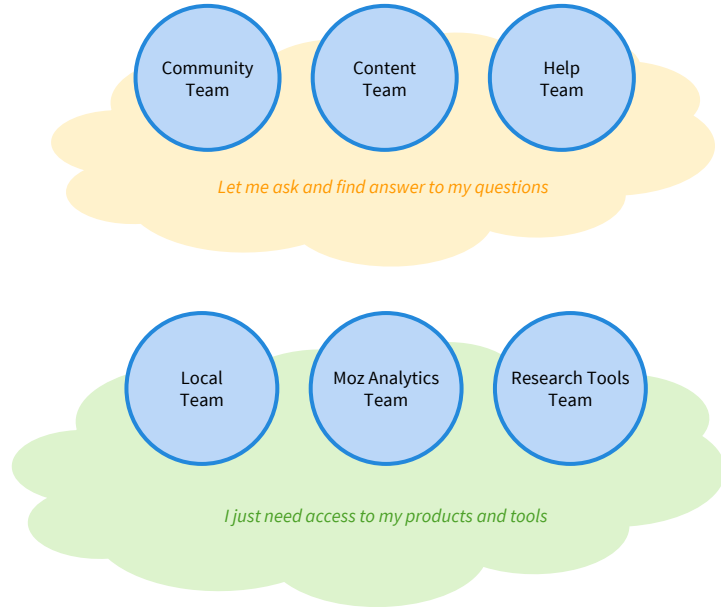 Community
Team
Content
Team
Help
Team
Let me ask and find answer to my questions
Local
Team
Moz Analytics
Team
Research Tools
Team
I just need access to my products and tools